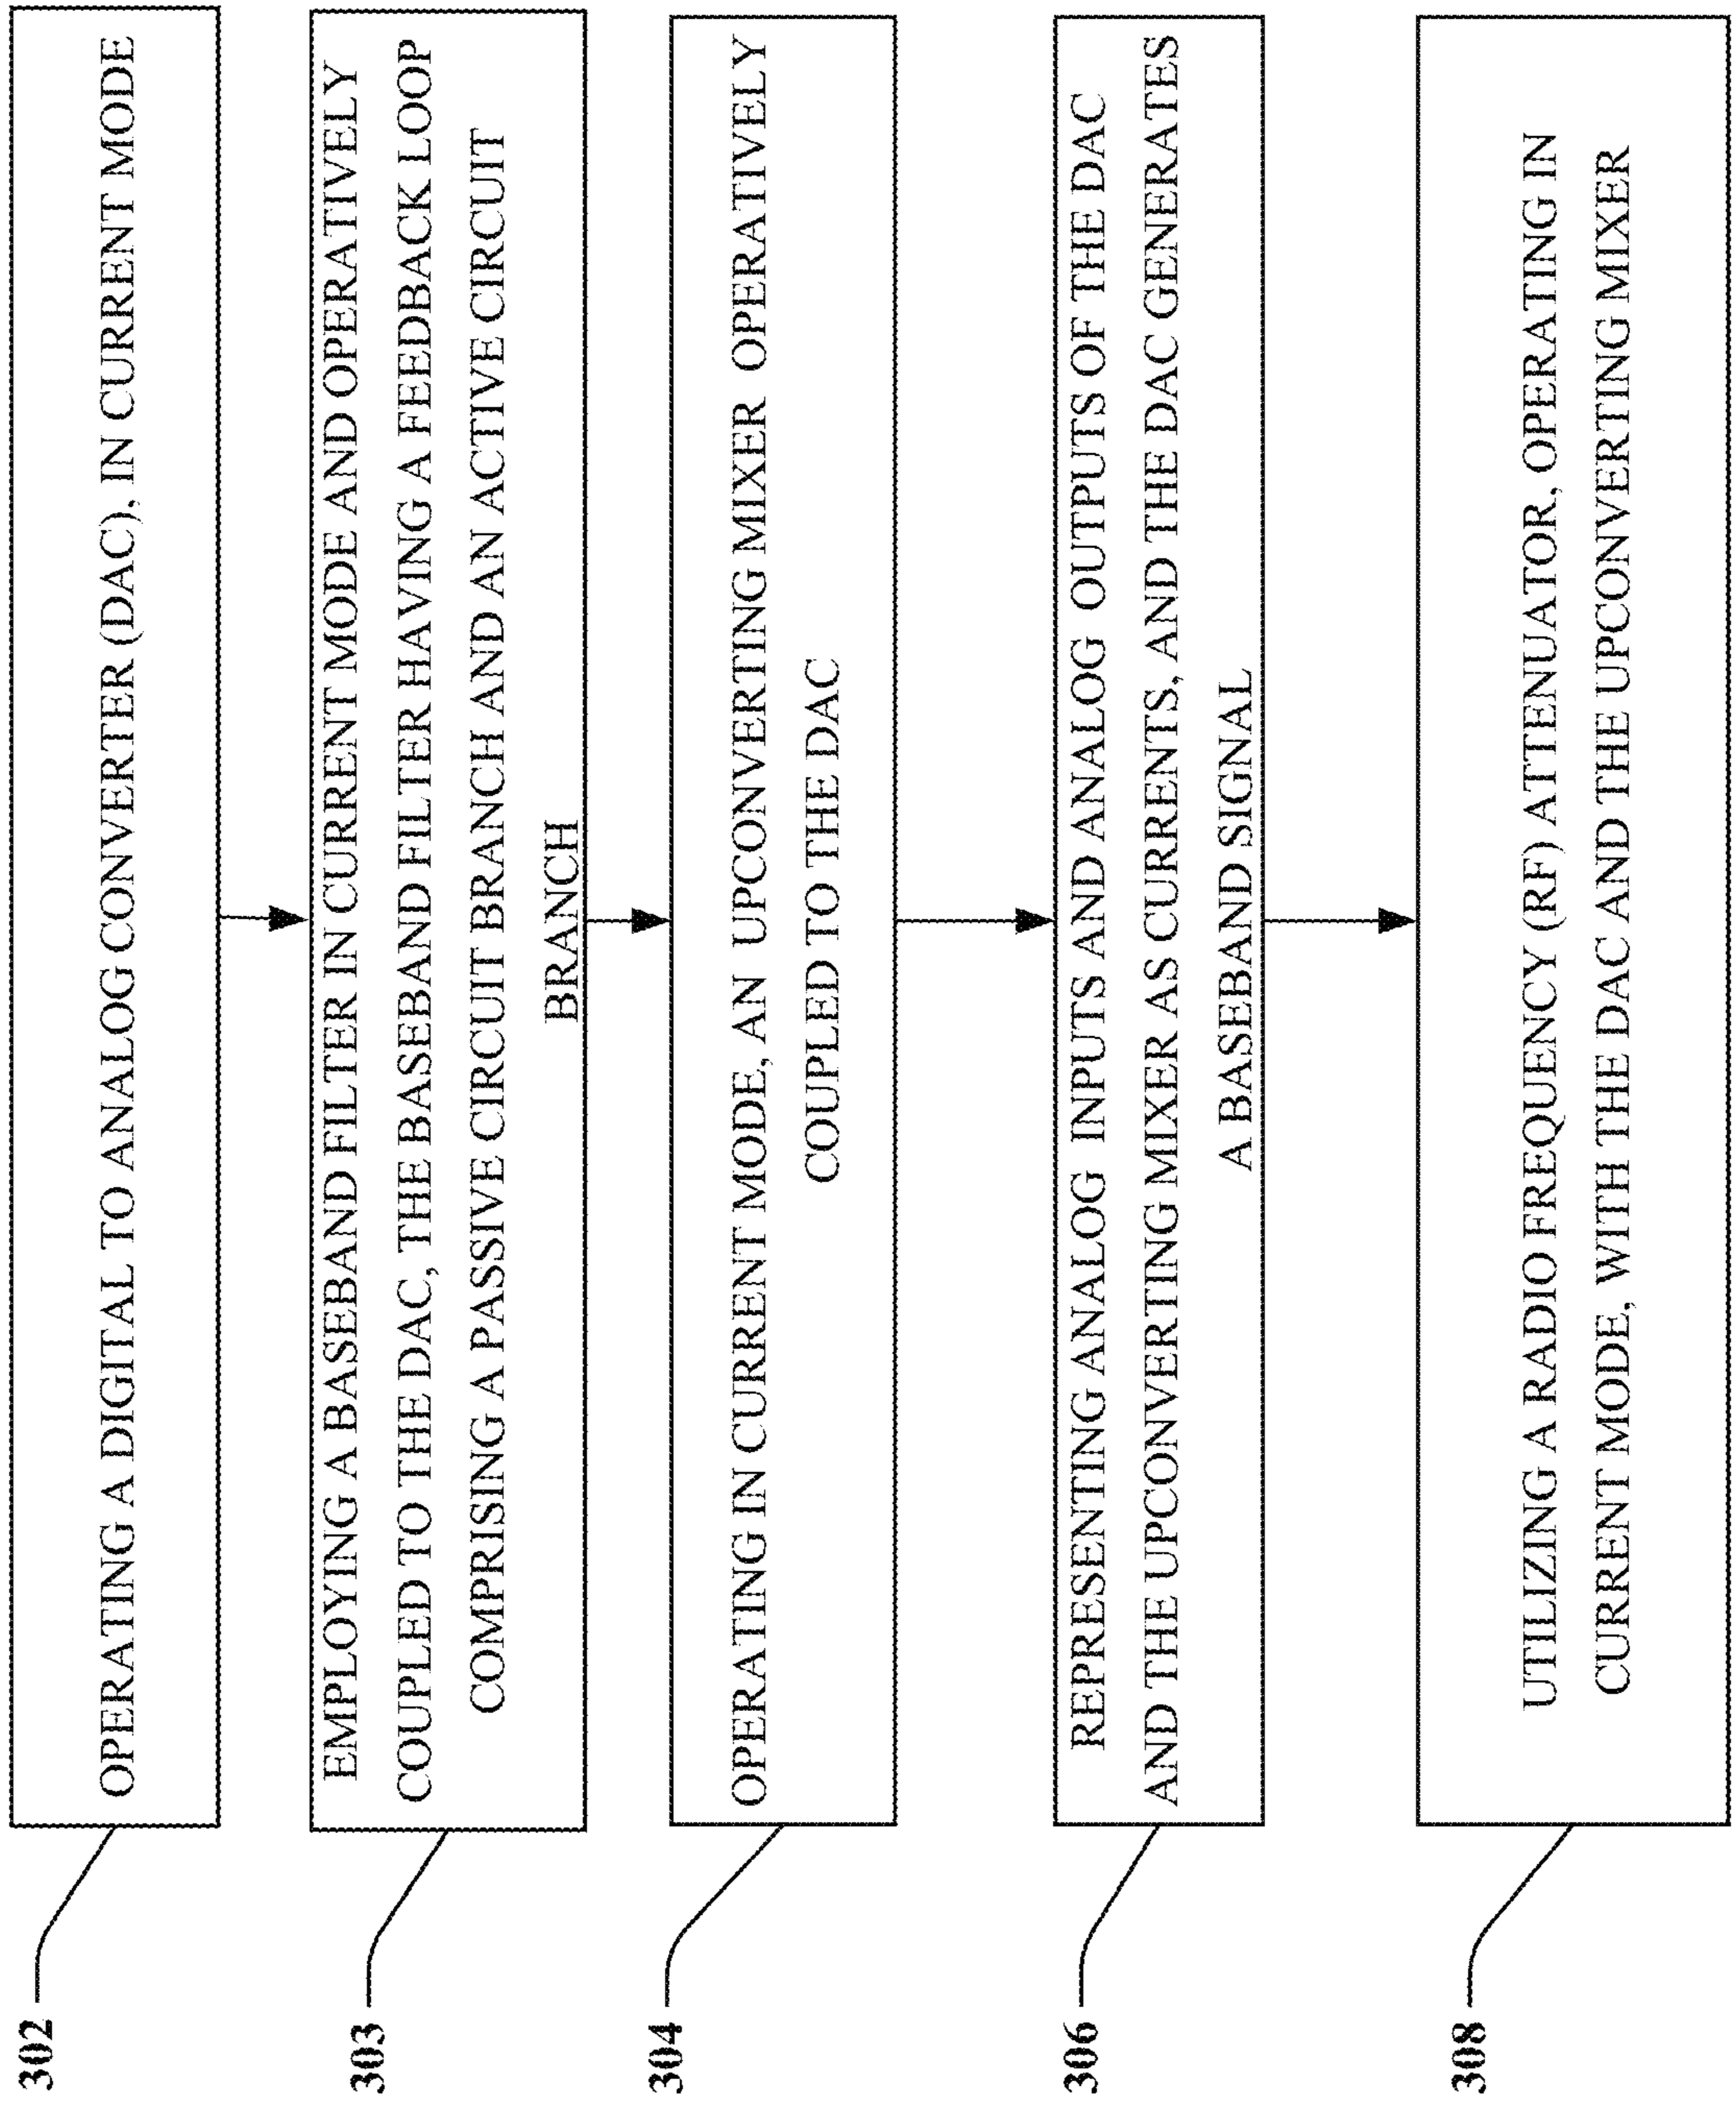 302
OPERATING A DIGITAL TO ANALOG CONVERTER (DAC), IN CURRENT MODE
303
EMPLOYING A BASEBAND FILTER IN CURRENT MODE AND OPERATIVELY
COUPLED TO THE DAC, THE BASEBAND FILTER HAVING A FEEDBACK LOOP
COMPRISING A PASSIVE CIRCUIT BRANCH AND AN ACTIVE CIRCUIT
BRANCH
304
OPERATING IN CURRENT MODE, AN UPCONVERTING MIXER OPERATIVELY
COUPLED TO THE DAC
306
REPRESENTING ANALOG INPUTS AND ANALOG OUTPUTS OF THE DAC
AND THE UPCONVERTING MIXER AS CURRENTS, AND THE DAC GENERATES
A BASEBAND SIGNAL
308
UTILIZING A RADIO FREQUENCY (RF) ATTENUATOR, OPERATING IN
CURRENT MODE, WITH THE DAC AND THE UPCONVERTING MIXER